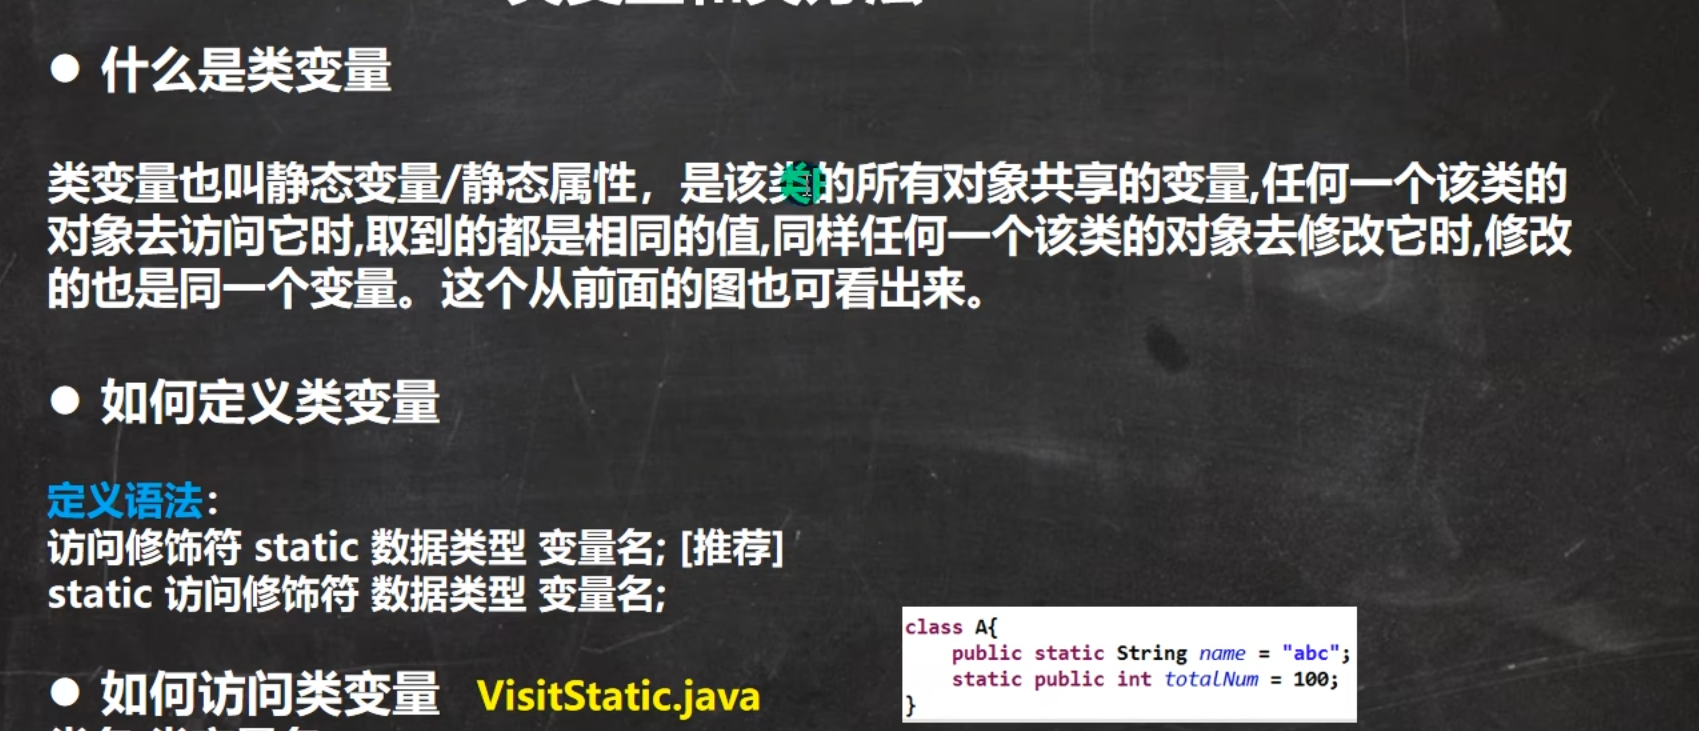 ● 什么是类变量
类变量也叫静态变量/静态属性，是该类的所有对象共享的变量,任何一个该类的
对象去访问它时,取到的都是相同的值,同样任何一个该类的对象去修改它时,修改
的也是同一个变量。这个从前面的图也可看出来。
● 如何定义类变量
定义语法：
访问修饰符 static 数据类型 变量名; [推荐]
static 访问修饰符 数据类型 变量名;
class A{
    public static String name = "abc";
    static public int totalNum = 100;
}
● 如何访问类变量 VisitStatic.java